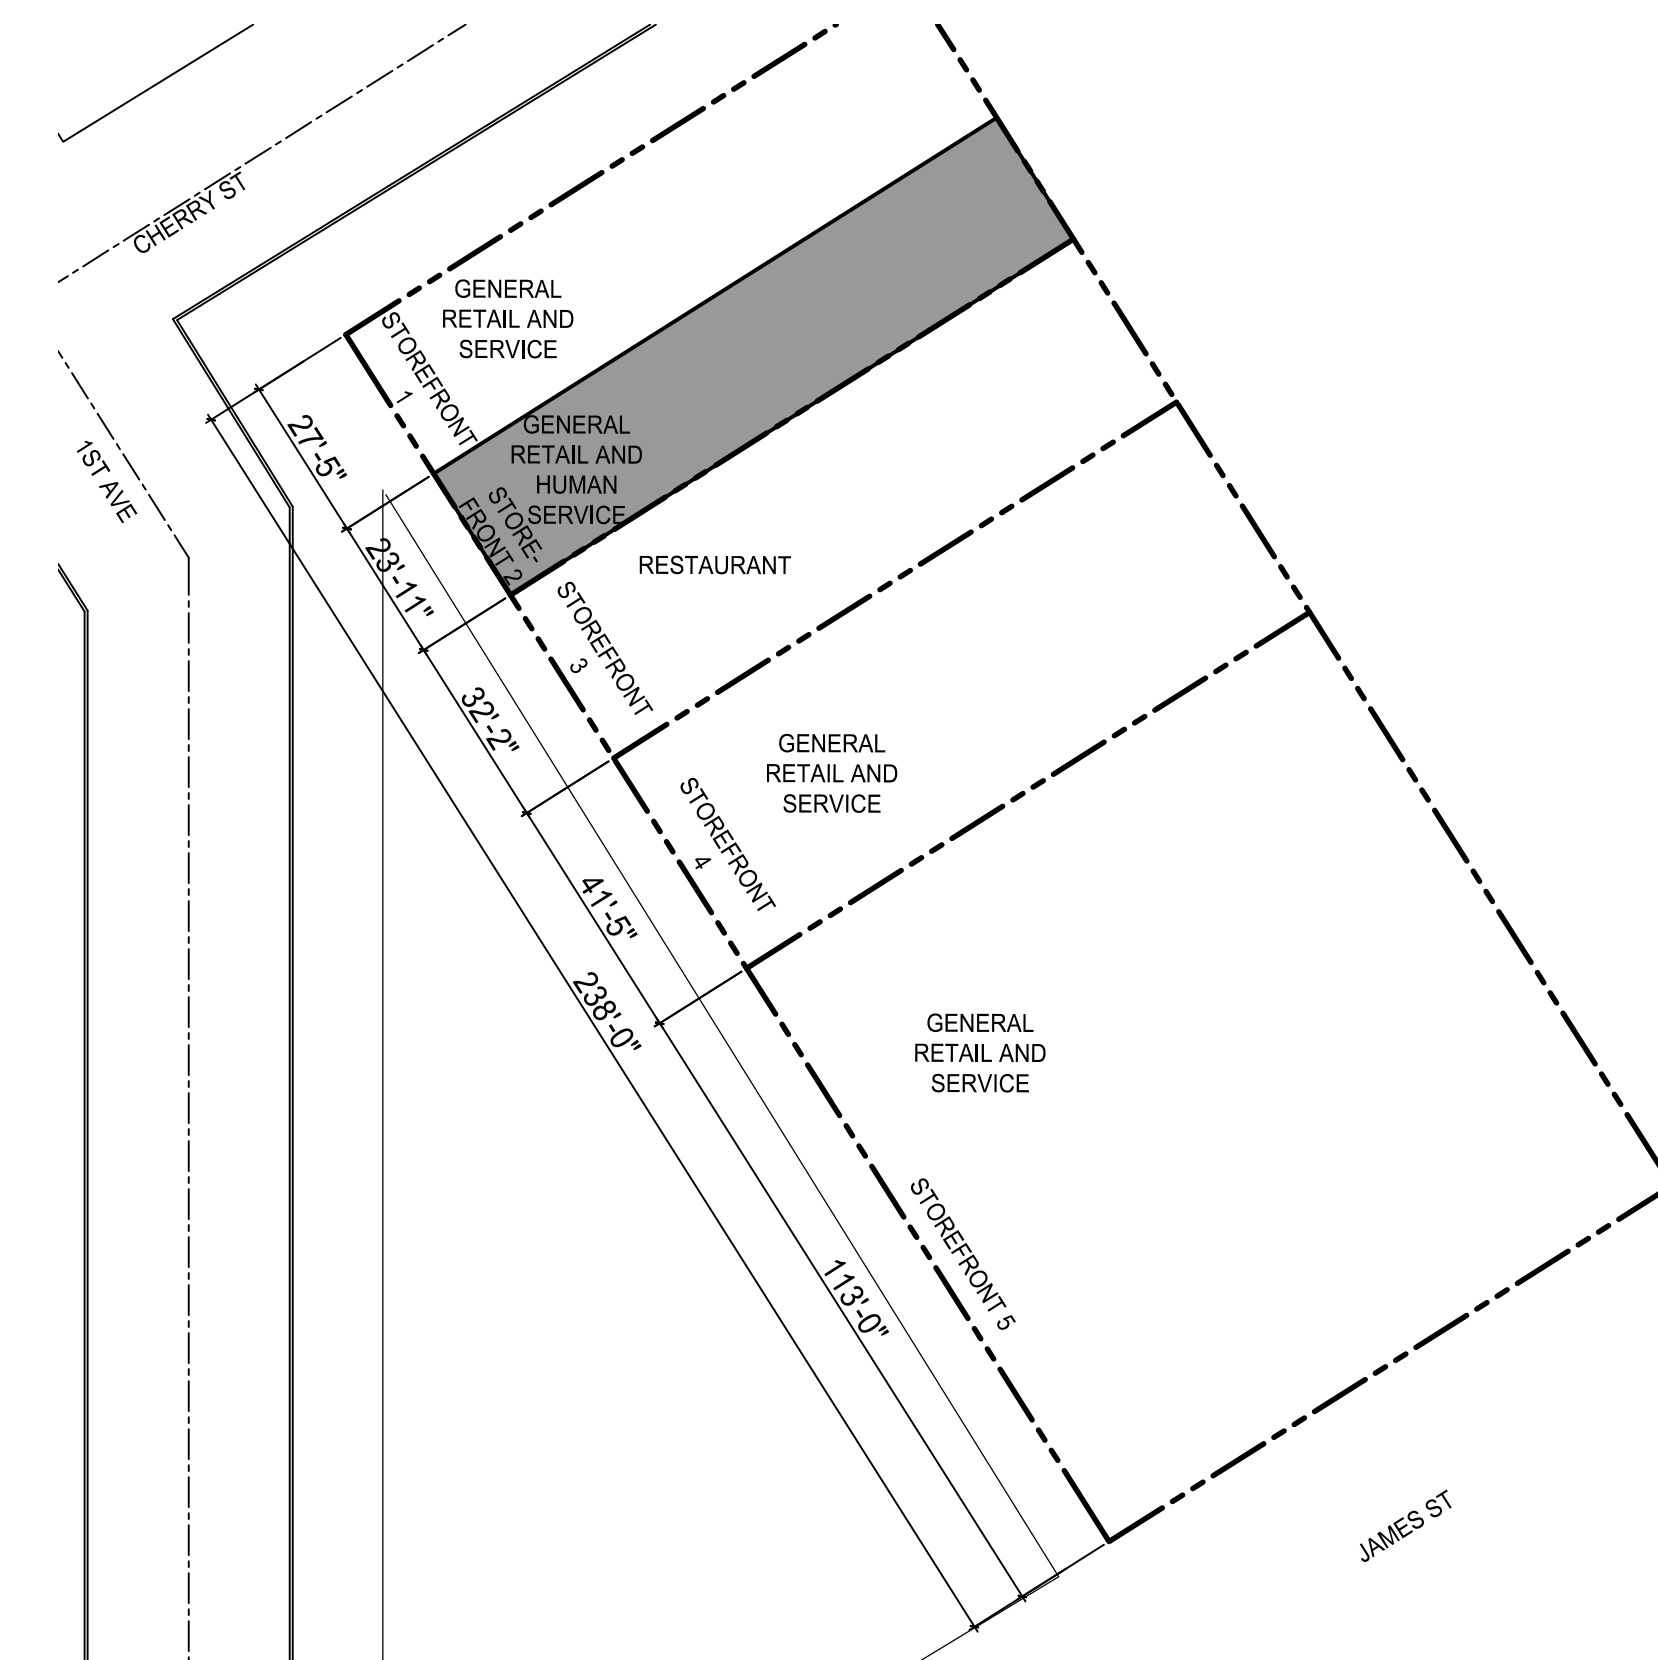 CHERRY ST
1ST AVE
GENERAL
RETAIL AND
SERVICE
STOREFRONT
1
27'-5"
GENERAL
RETAIL AND
HUMAN
SERVICE
STORE-
FRONT 2
23'-11"
RESTAURANT
STOREFRONT
3
32'-2"
GENERAL
RETAIL AND
SERVICE
STOREFRONT
4
41'-5"
238'-0"
GENERAL
RETAIL AND
SERVICE
STOREFRONT 5
113'-0"
JAMES ST